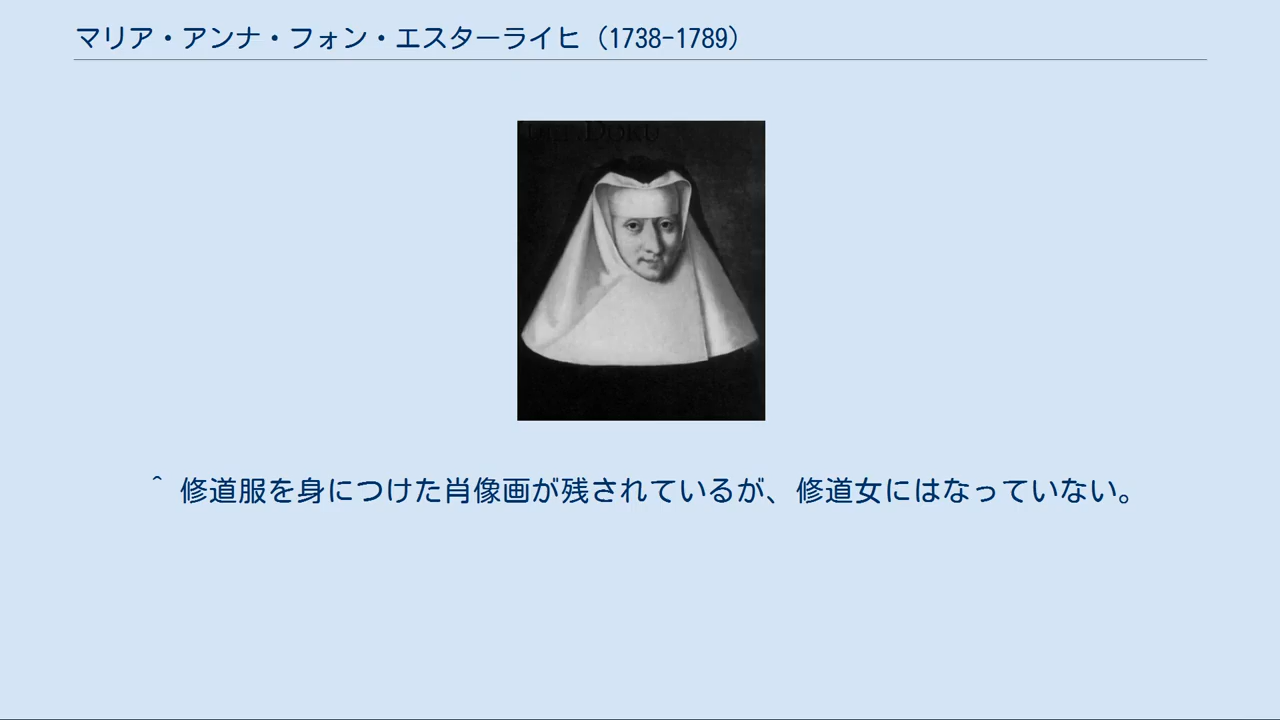 マリア・アンナ・フォン・エスターライヒ（1738-1789）
^ 修道服を身につけた肖像画が残されているが、修道女にはなっていない。